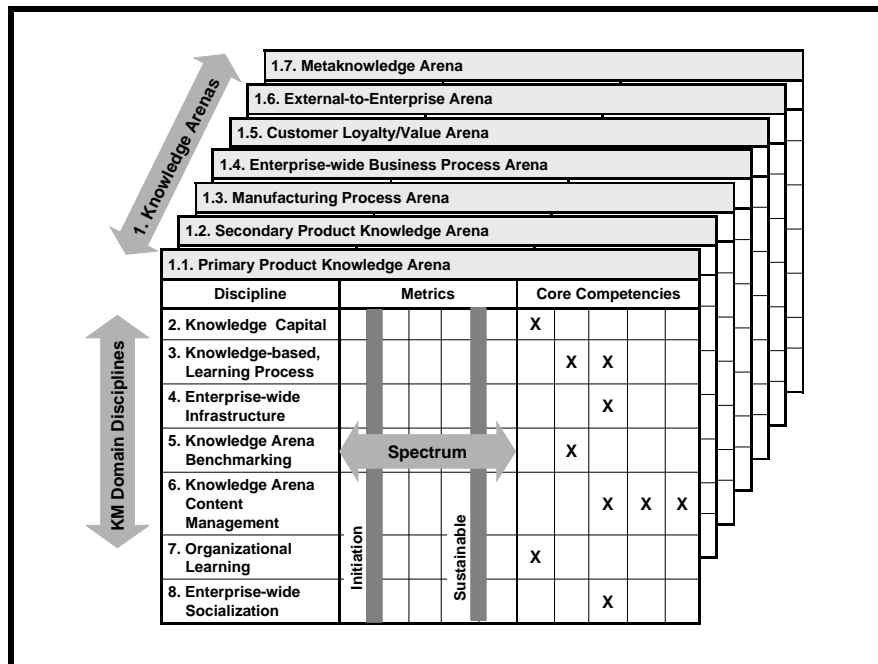 1. Knowledge Arenas
1.7. Metaknowledge Arena
1.6. External-to-Enterprise Arena
1.5. Customer Loyalty/Value Arena
1.4. Enterprise-wide Business Process Arena
1.3. Manufacturing Process Arena
1.2. Secondary Product Knowledge Arena
1.1. Primary Product Knowledge Arena
Discipline Metrics Core Competencies
KM Domain Disciplines
2. Knowledge Capital X
3. Knowledge-based,
Learning Process X X
4. Enterprise-wide
Infrastructure X
5. Knowledge Arena
Benchmarking X
Spectrum
6. Knowledge Arena
Content
Management X X X
7. Organizational
Learning X
8. Enterprise-wide
Socialization X
Initiation
Sustainable